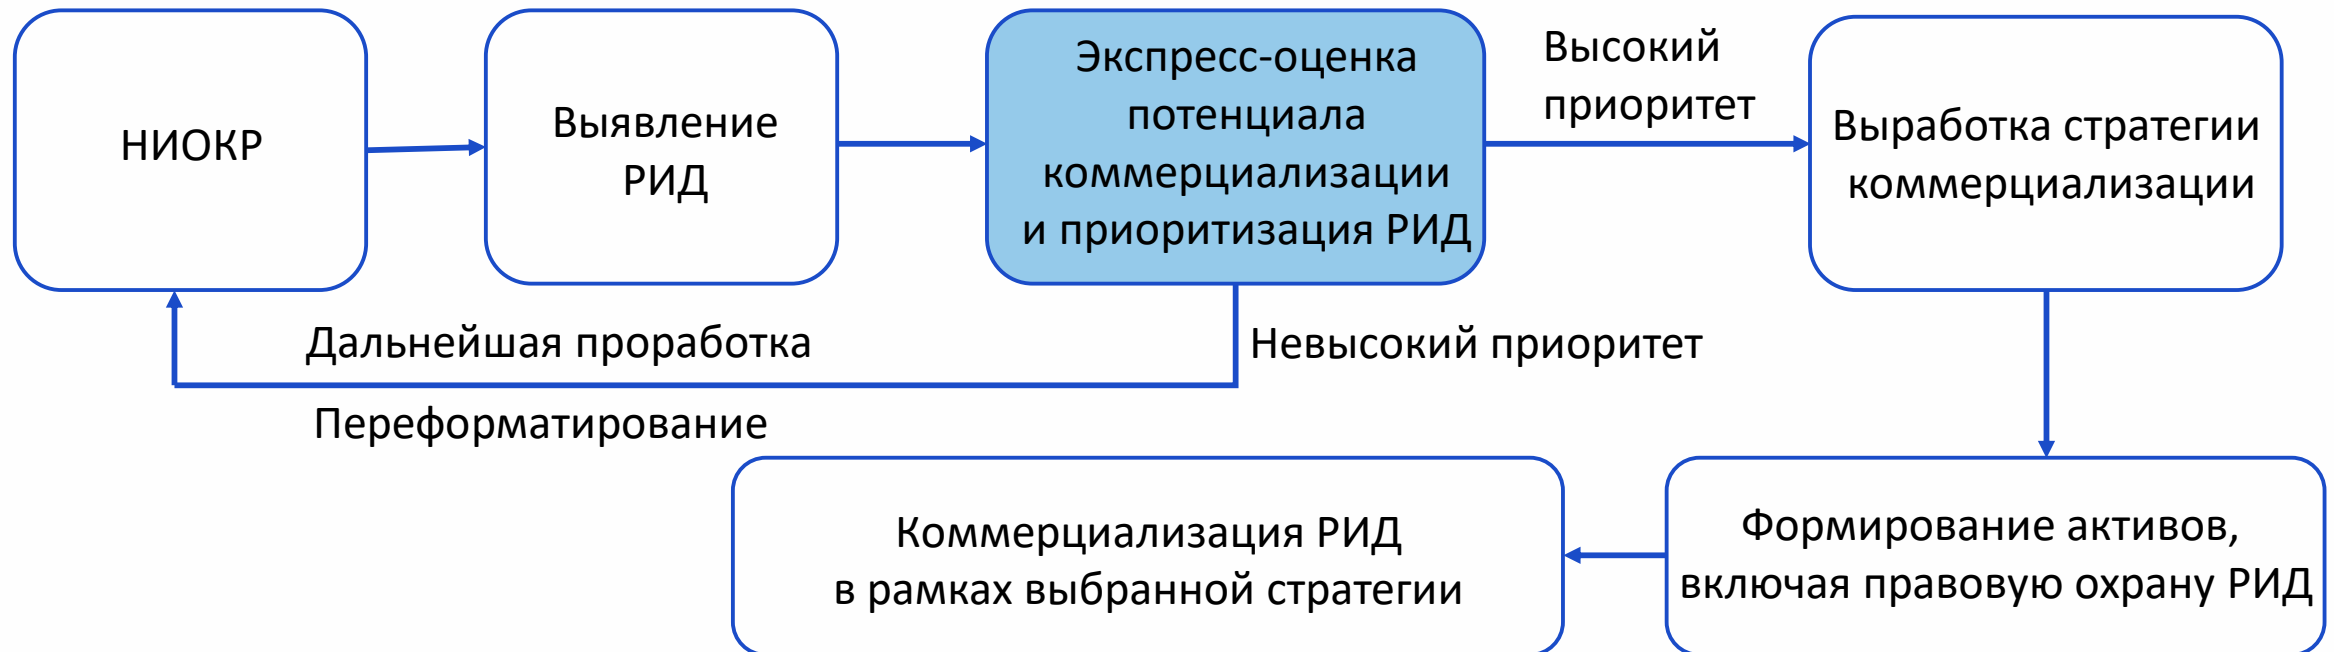 НИОКР
Выявление
РИД
Экспресс-оценка
потенциала
коммерциализации
и приоритизация РИД
Высокий
приоритет
Выработка стратегии
коммерциализации
Дальнейшая проработка
Невысокий приоритет
Переформатирование
Коммерциализация РИД
в рамках выбранной стратегии
Формирование активов,
включая правовую охрану РИД